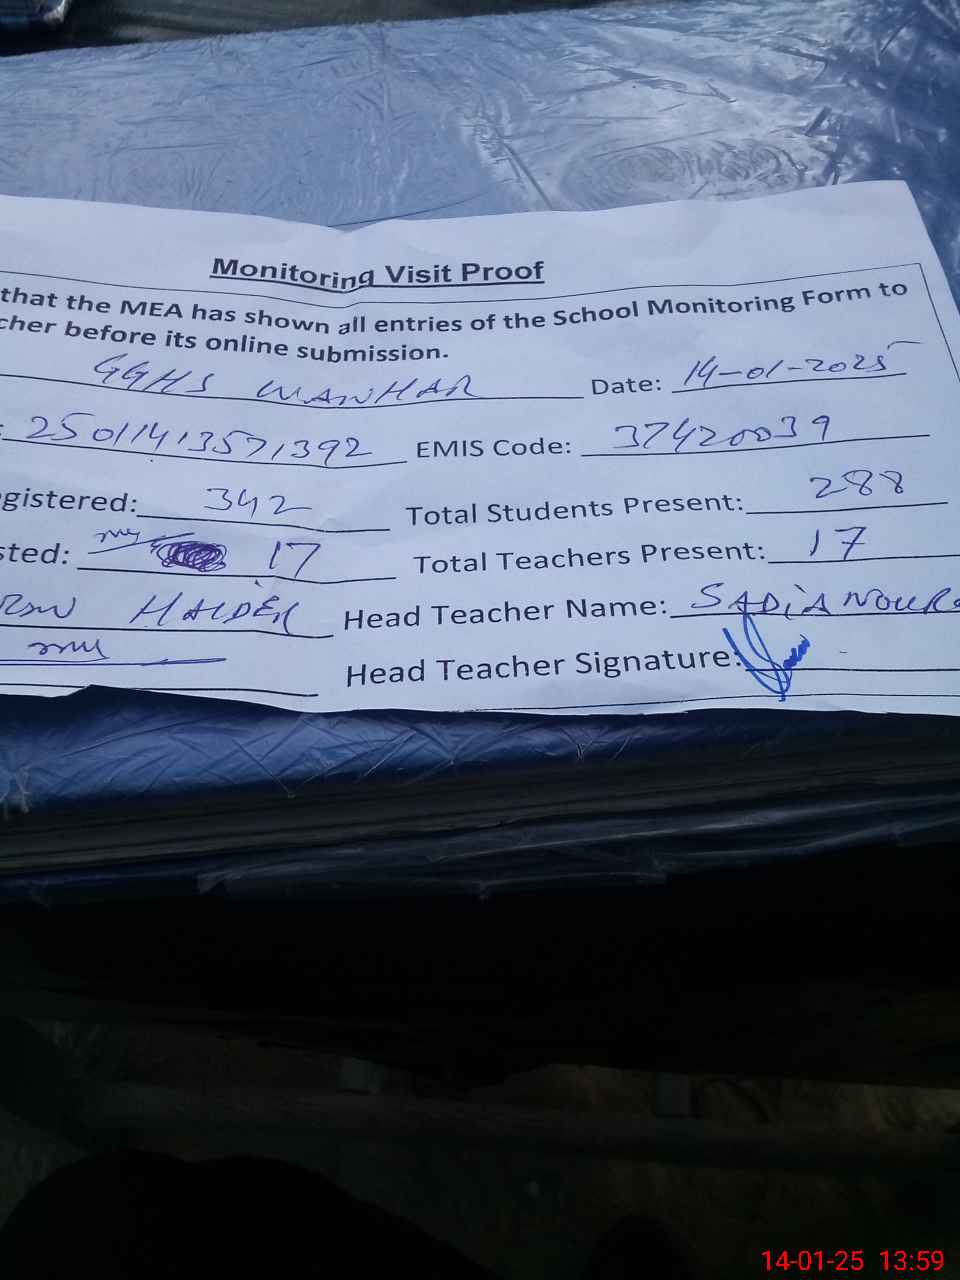 Monitoring Visit Proof
that the MEA has shown all entries of the School Monitoring Form to
cher before its online submission.
GGHS MANHAR Date: 14-01-2025
: 25011413571392 EMIS Code: 37420039
gistered: 342 Total Students Present: 288
sted: 17 Total Teachers Present: 17
HAIDER Head Teacher Name: SADIA NOUR
Head Teacher Signature:
14-01-25 13:59